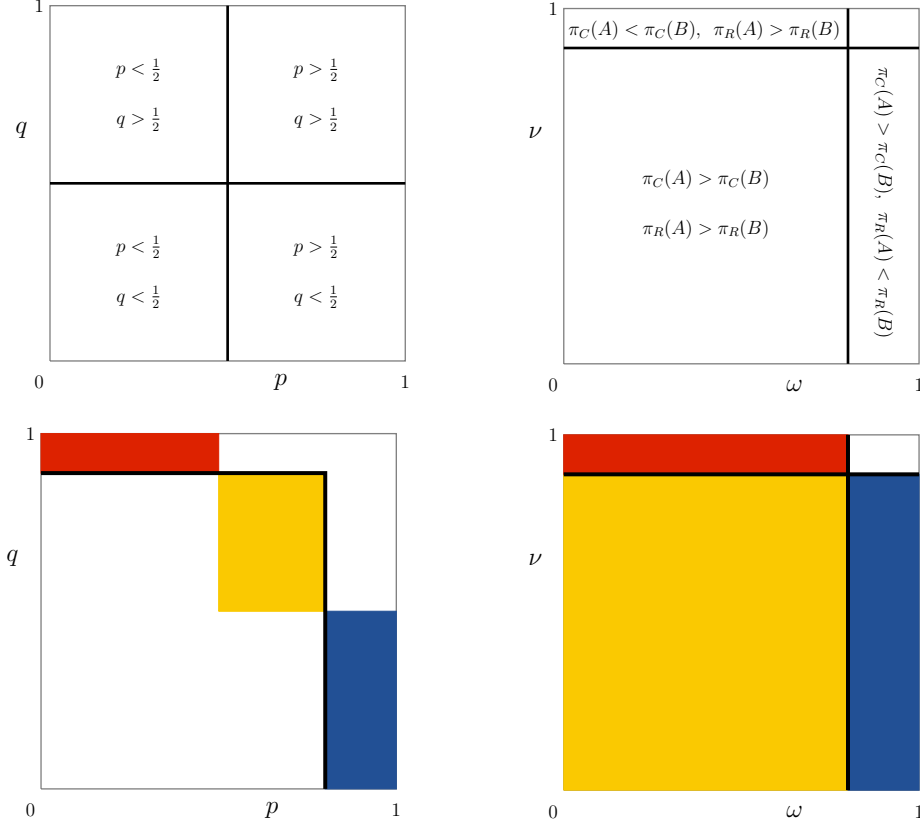 1
p < 1/2
q > 1/2
p > 1/2
q > 1/2
q
p < 1/2
q < 1/2
p > 1/2
q < 1/2
0
p
1
1
π_C(A) < π_C(B), π_R(A) > π_R(B)
ν
π_C(A) > π_C(B)
π_R(A) > π_R(B)
π_C(A) > π_C(B), π_R(A) < π_R(B)
0
ω
1
1
q
0
p
1
1
ν
0
ω
1